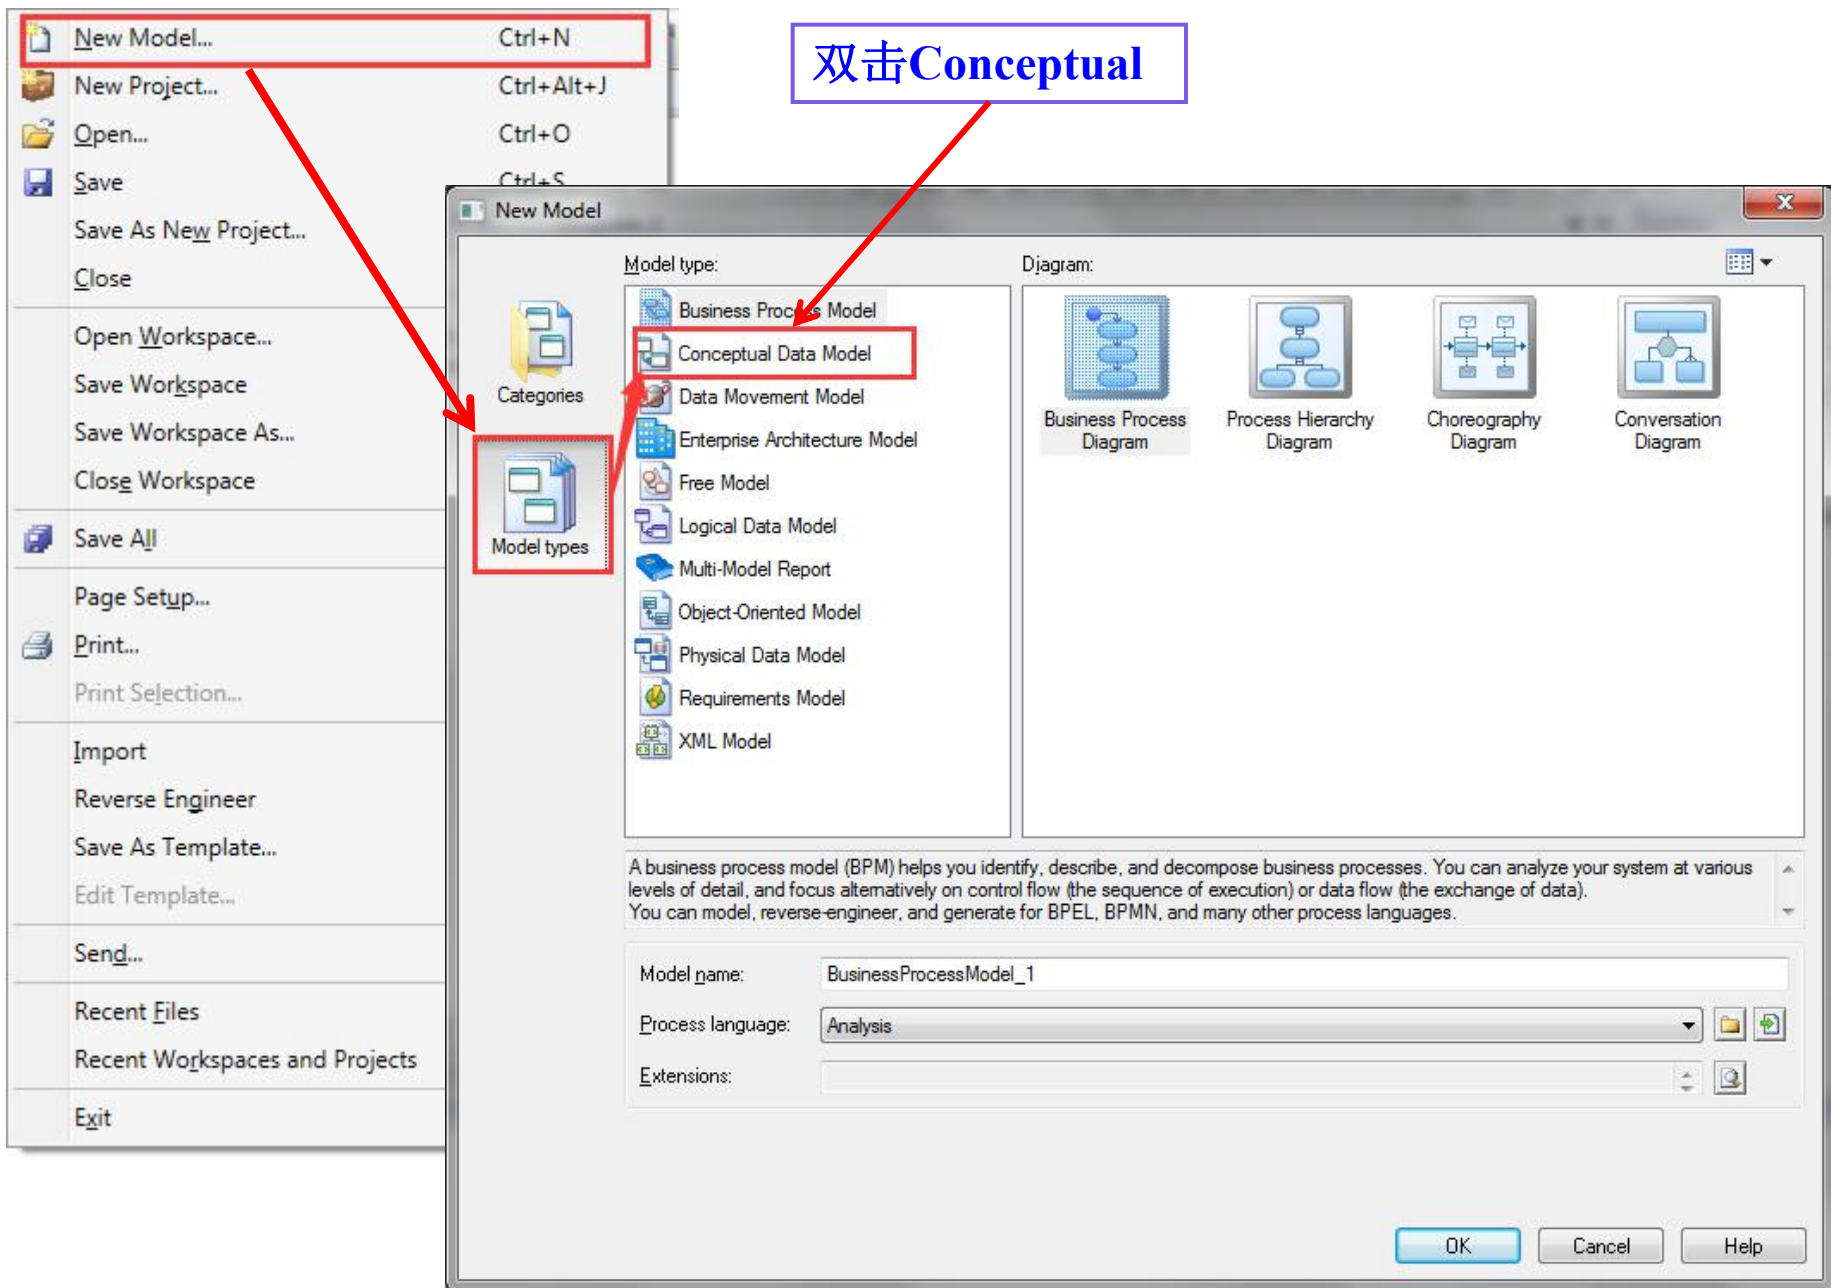 New Model... Ctrl+N
New Project... Ctrl+Alt+J
Open... Ctrl+O
Save Ctrl+S
Save As New Project...
Close
Open Workspace...
Save Workspace
Save Workspace As...
Close Workspace
Save All
Page Setup...
Print...
Print Selection...
Import
Reverse Engineer
Save As Template...
Edit Template...
Send...
Recent Files
Recent Workspaces and Projects
Exit
双击Conceptual
New Model
Categories
Model types
Model type:
Business Process Model
Conceptual Data Model
Data Movement Model
Enterprise Architecture Model
Free Model
Logical Data Model
Multi-Model Report
Object-Oriented Model
Physical Data Model
Requirements Model
XML Model
Diagram:
Business Process
Diagram
Process Hierarchy
Diagram
Choreography
Diagram
Conversation
Diagram
A business process model (BPM) helps you identify, describe, and decompose business processes. You can analyze your system at various
levels of detail, and focus alternatively on control flow (the sequence of execution) or data flow (the exchange of data).
You can model, reverse-engineer, and generate for BPEL, BPMN, and many other process languages.
Model name: BusinessProcessModel_1
Process language: Analysis
Extensions:
OK Cancel Help